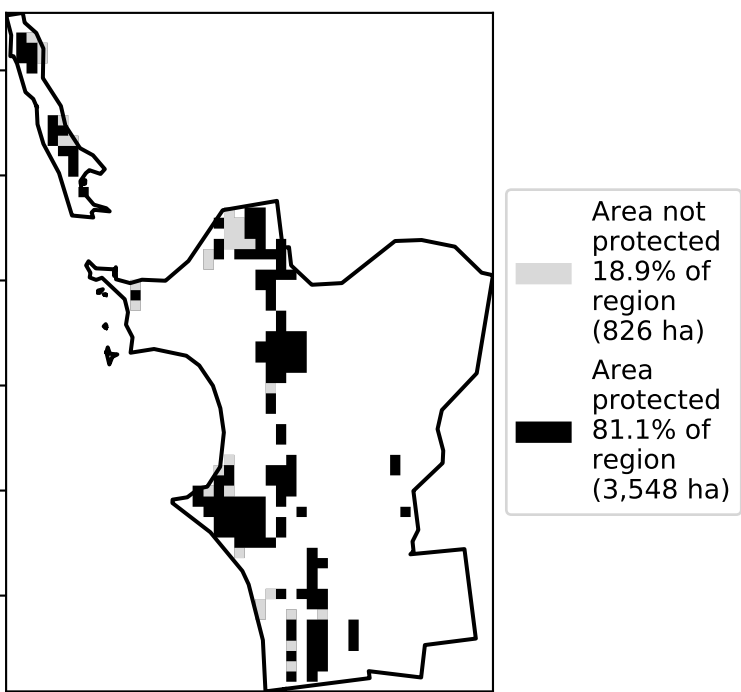 Area not
protected
18.9% of
region
(826 ha)
Area
protected
81.1% of
region
(3,548 ha)